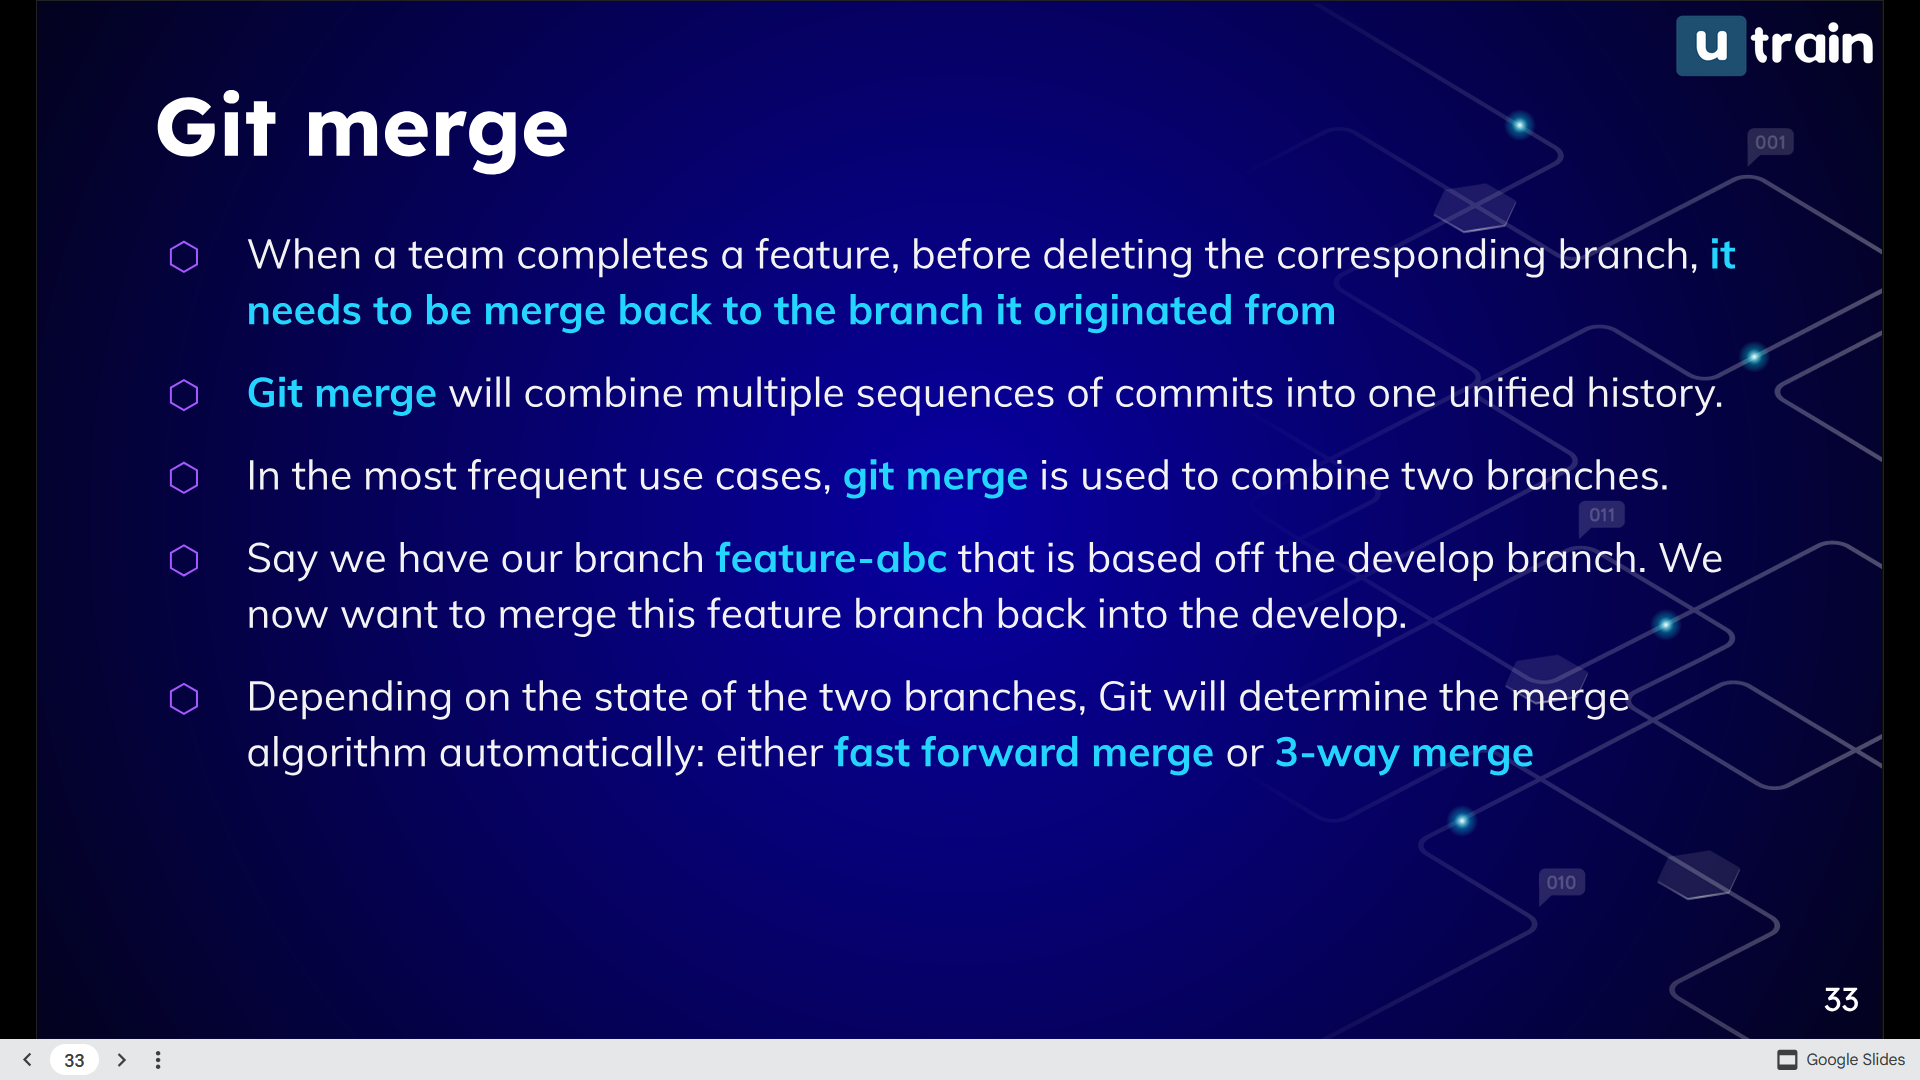 u train
Git merge
001
When a team completes a feature, before deleting the corresponding branch, it
needs to be merge back to the branch it originated from
Git merge will combine multiple sequences of commits into one unified history.
In the most frequent use cases, git merge is used to combine two branches.
011
Say we have our branch feature-abc that is based off the develop branch. We
now want to merge this feature branch back into the develop.
Depending on the state of the two branches, Git will determine the merge
algorithm automatically: either fast forward merge or 3-way merge
010
33
33
Google Slides